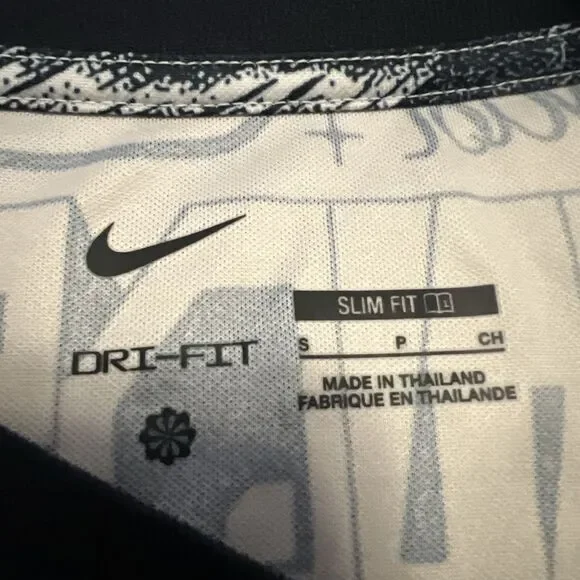 SLIM FIT
DRI-FIT
S P CH
MADE IN THAILAND
FABRIQUE EN THAILANDE